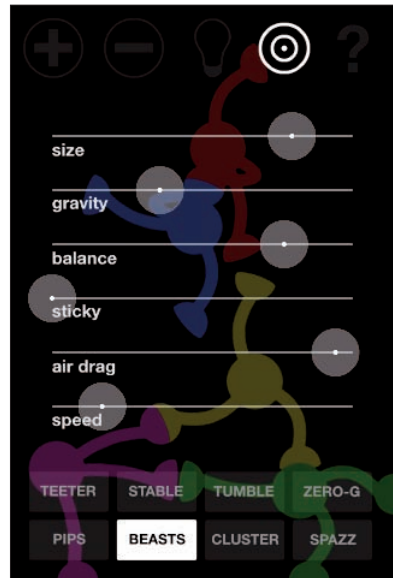 ?
size
gravity
balance
sticky
air drag
speed
TEETER STABLE TUMBLE ZERO-G
PIPS BEASTS CLUSTER SPAZZ